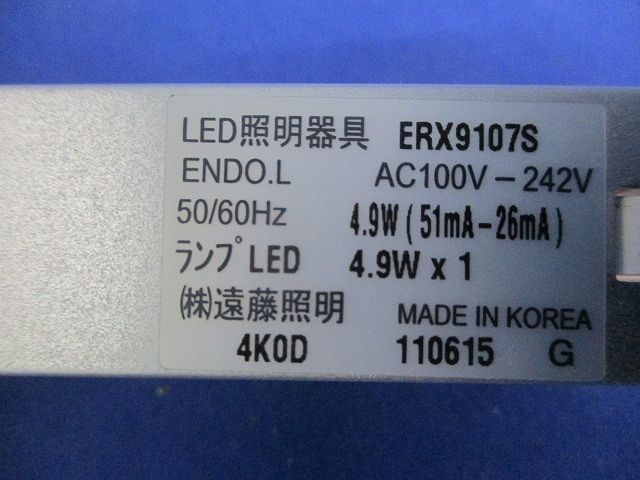 LED照明器具 ERX9107S
ENDO.L AC100V-242V
50/60Hz 4.9W(51mA-26mA)
ランプLED 4.9W x 1
㈱遠藤照明 MADE IN KOREA
4K0D 110615 G